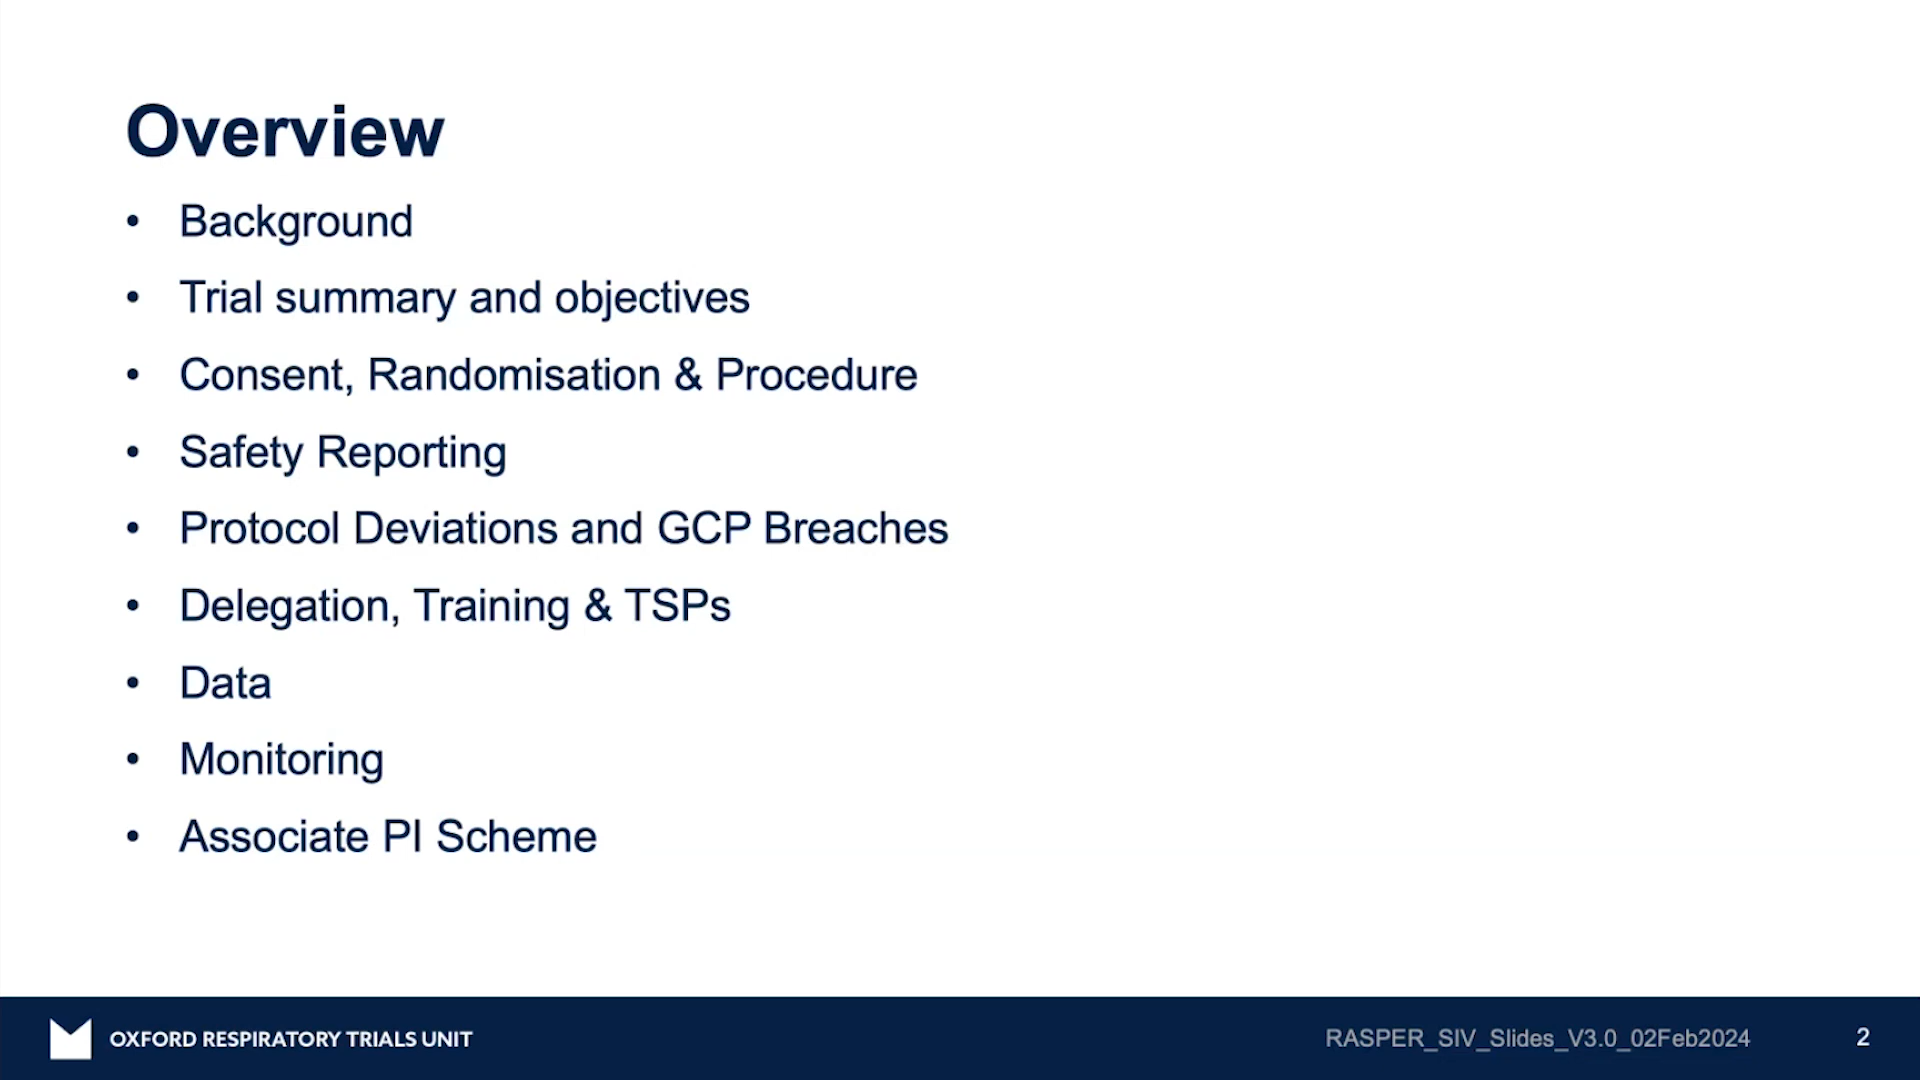 Overview
• Background
• Trial summary and objectives
• Consent, Randomisation & Procedure
• Safety Reporting
• Protocol Deviations and GCP Breaches
• Delegation, Training & TSPs
• Data
• Monitoring
• Associate PI Scheme
OXFORD RESPIRATORY TRIALS UNIT
RASPER_SIV_Slides_V3.0_02Feb2024
2